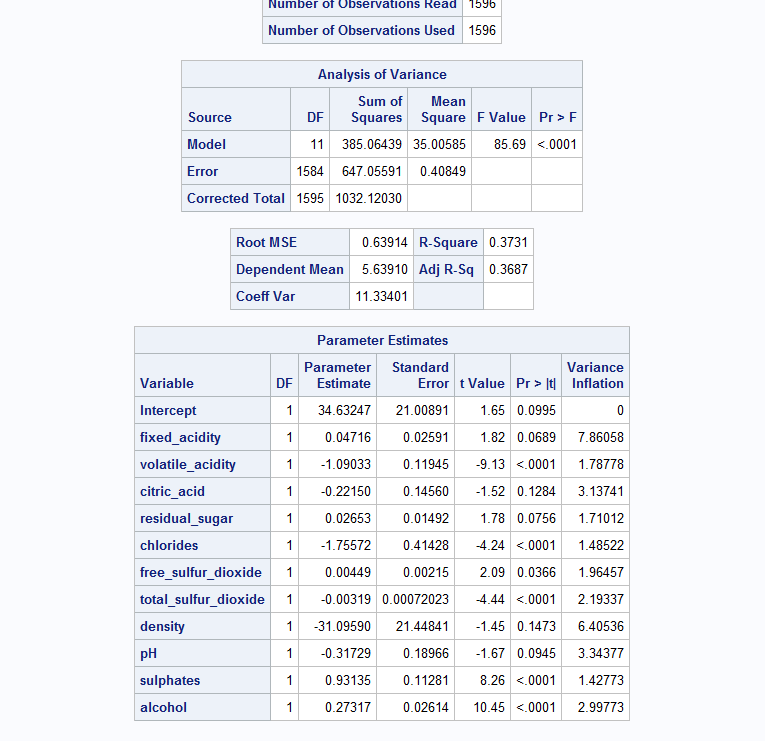 Number of Observations Read 1596
Number of Observations Used 1596
Analysis of Variance
Source DF Sum of Squares Mean Square F Value Pr > F
Model 11 385.06439 35.00585 85.69 <.0001
Error 1584 647.05591 0.40849
Corrected Total 1595 1032.12030
Root MSE 0.63914 R-Square 0.3731
Dependent Mean 5.63910 Adj R-Sq 0.3687
Coeff Var 11.33401
Parameter Estimates
Variable DF Parameter Estimate Standard Error t Value Pr > |t| Variance Inflation
Intercept 1 34.63247 21.00891 1.65 0.0995 0
fixed_acidity 1 0.04716 0.02591 1.82 0.0689 7.86058
volatile_acidity 1 -1.09033 0.11945 -9.13 <.0001 1.78778
citric_acid 1 -0.22150 0.14560 -1.52 0.1284 3.13741
residual_sugar 1 0.02653 0.01492 1.78 0.0756 1.71012
chlorides 1 -1.75572 0.41428 -4.24 <.0001 1.48522
free_sulfur_dioxide 1 0.00449 0.00215 2.09 0.0366 1.96457
total_sulfur_dioxide 1 -0.00319 0.00072023 -4.44 <.0001 2.19337
density 1 -31.09590 21.44841 -1.45 0.1473 6.40536
pH 1 -0.31729 0.18966 -1.67 0.0945 3.34377
sulphates 1 0.93135 0.11281 8.26 <.0001 1.42773
alcohol 1 0.27317 0.02614 10.45 <.0001 2.99773